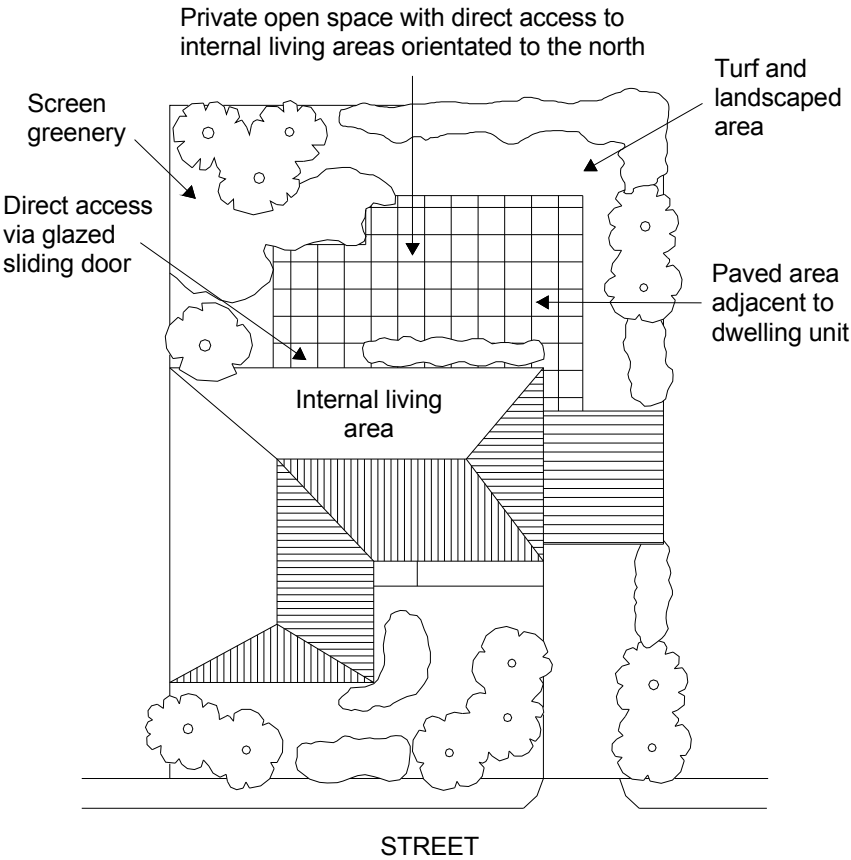 Private open space with direct access to
internal living areas orientated to the north
Turf and
landscaped
area
Screen
greenery
Direct access
via glazed
sliding door
Paved area
adjacent to
dwelling unit
Internal living
area
STREET